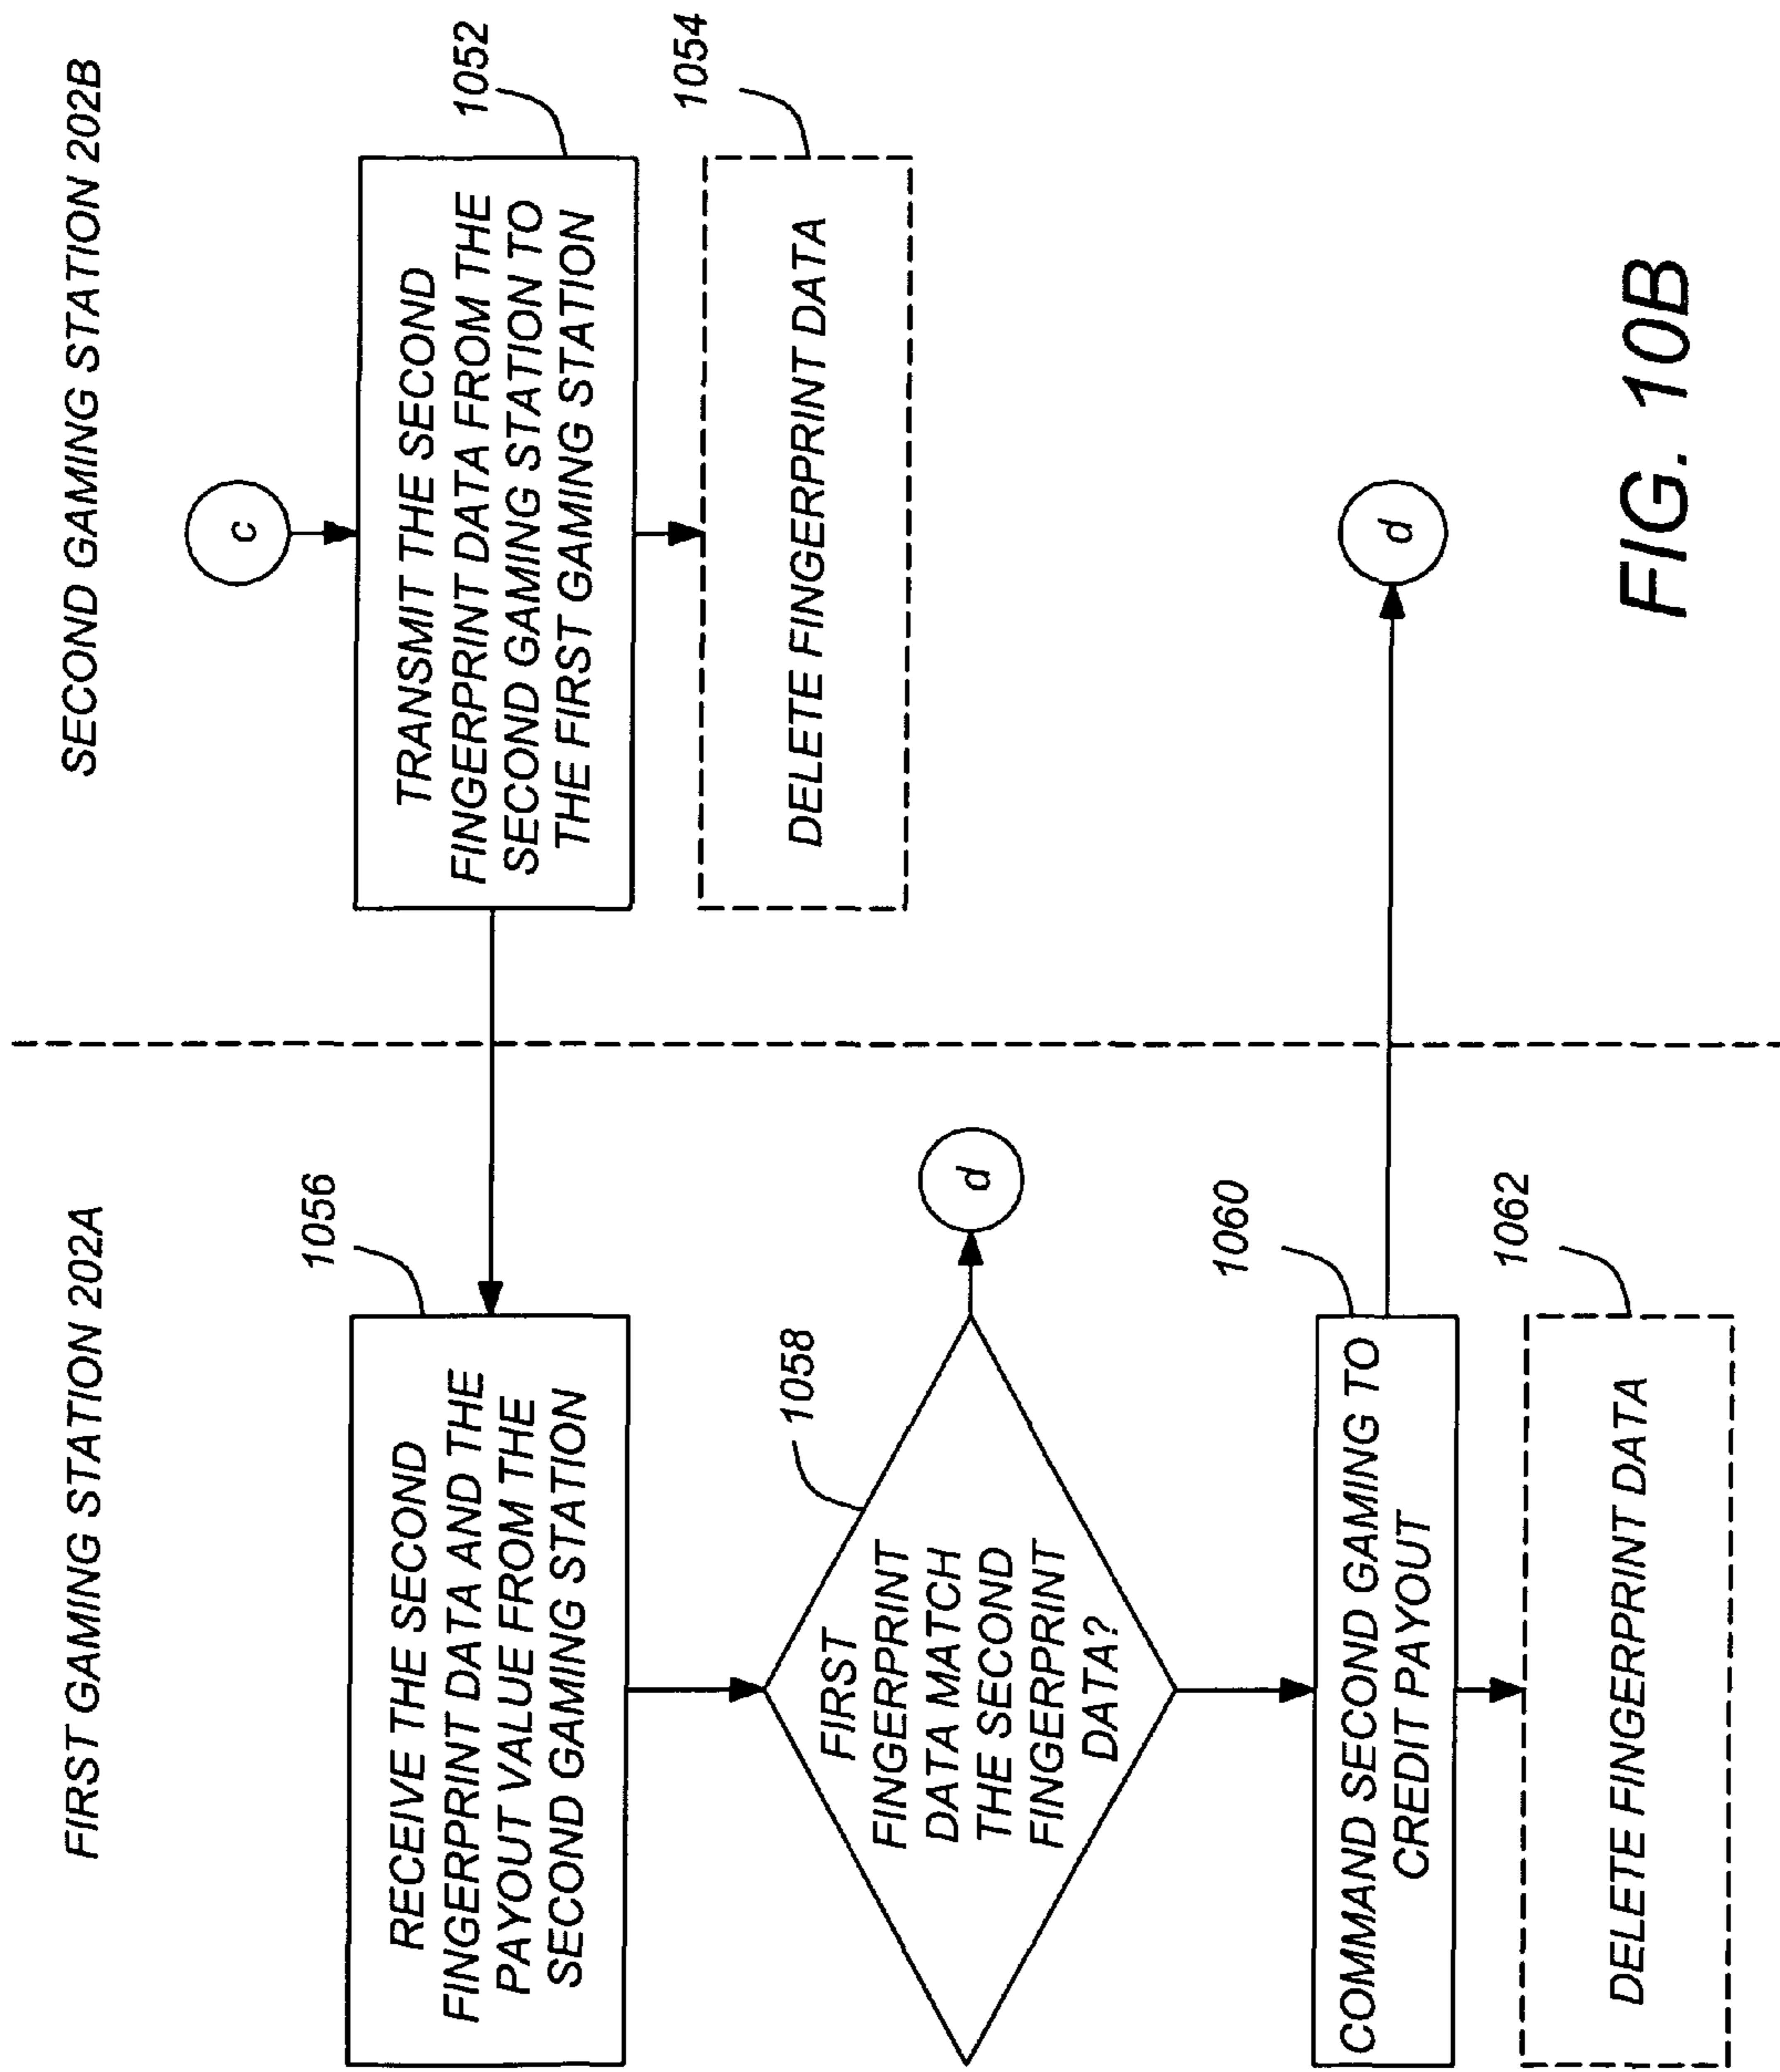 FIRST GAMING STATION 202A
SECOND GAMING STATION 202B
c
1052
TRANSMIT THE SECOND
FINGERPRINT DATA FROM THE
SECOND GAMING STATION TO
THE FIRST GAMING STATION
1054
DELETE FINGERPRINT DATA
1056
RECEIVE THE SECOND
FINGERPRINT DATA AND THE
PAYOUT VALUE FROM THE
SECOND GAMING STATION
1058
FIRST
FINGERPRINT
DATA MATCH
THE SECOND
FINGERPRINT
DATA?
d
1060
COMMAND SECOND GAMING TO
CREDIT PAYOUT
d
1062
DELETE FINGERPRINT DATA
FIG. 10B